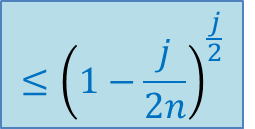 ≤ (1 − j/2n)^(j/2)